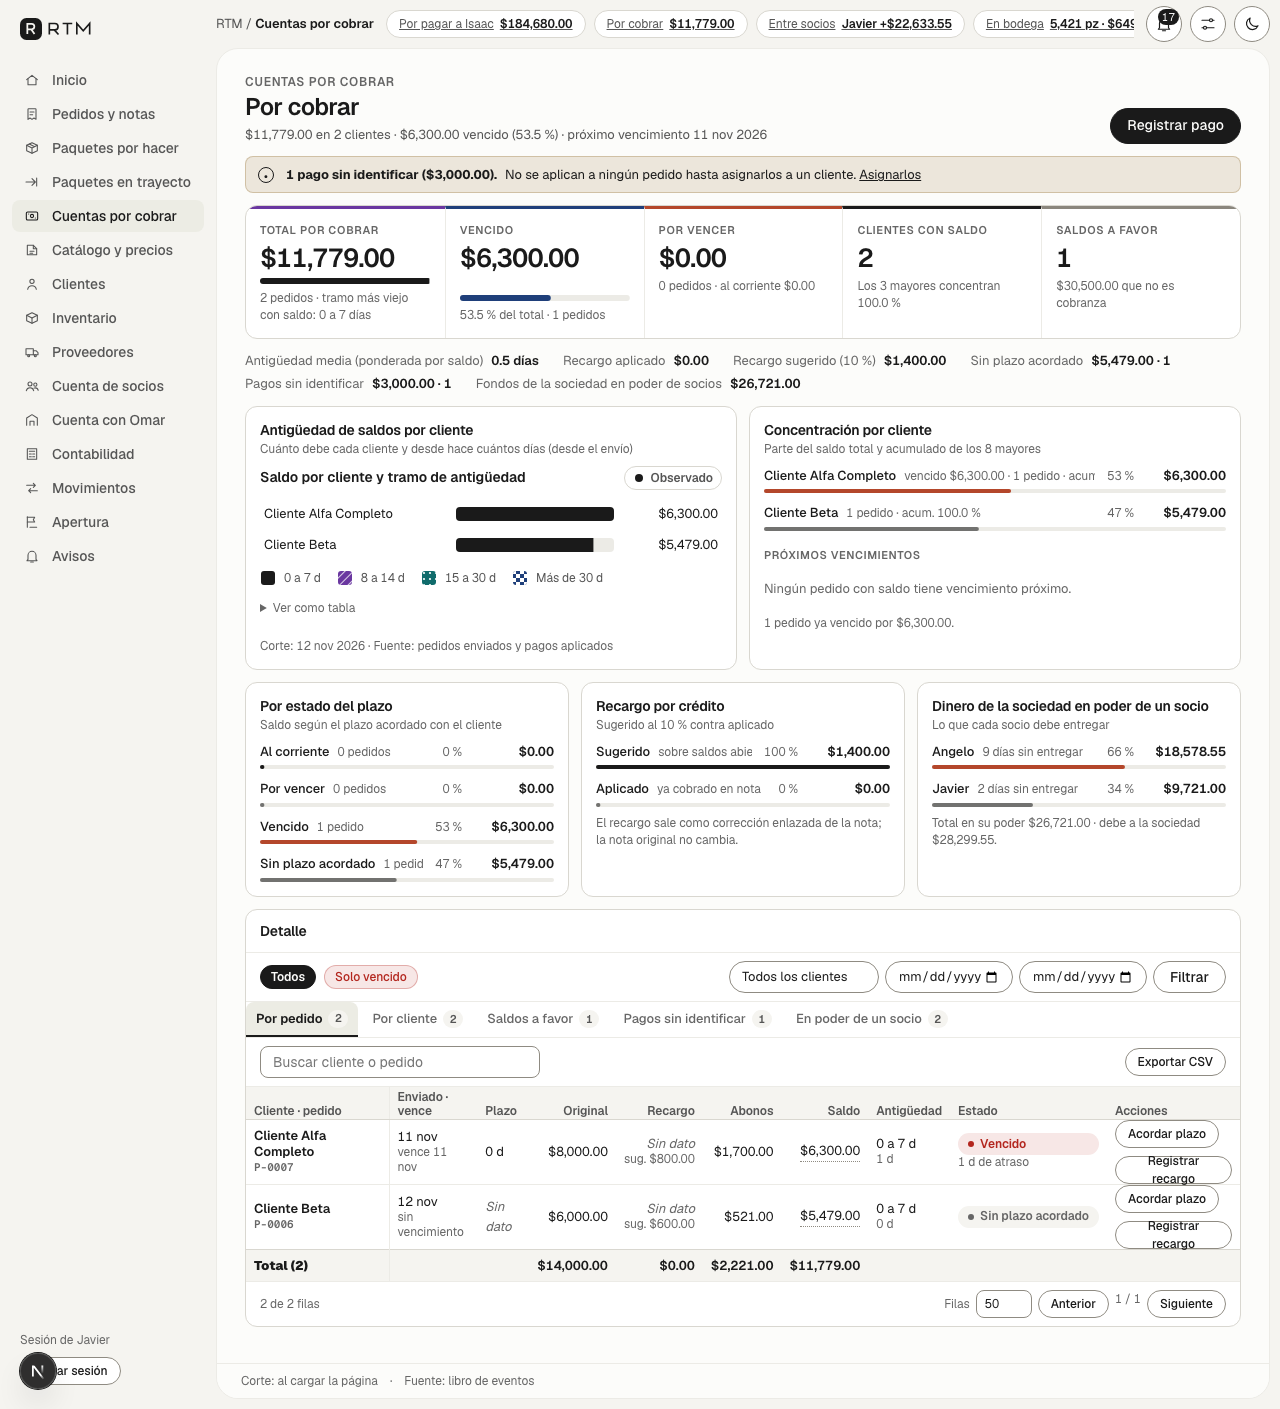 R RTM
RTM / Cuentas por cobrar
Por pagar a Isaac $184,680.00
Por cobrar $11,779.00
Entre socios Javier +$22,633.55
En bodega 5,421 pz · $649
17
Inicio
Pedidos y notas
Paquetes por hacer
Paquetes en trayecto
Cuentas por cobrar
Catálogo y precios
Clientes
Inventario
Proveedores
Cuenta de socios
Cuenta con Omar
Contabilidad
Movimientos
Apertura
Avisos
Sesión de Javier
N ar sesión
CUENTAS POR COBRAR
Por cobrar
$11,779.00 en 2 clientes · $6,300.00 vencido (53.5 %) · próximo vencimiento 11 nov 2026
Registrar pago
1 pago sin identificar ($3,000.00). No se aplican a ningún pedido hasta asignarlos a un cliente. Asignarlos
TOTAL POR COBRAR
$11,779.00
2 pedidos · tramo más viejo
con saldo: 0 a 7 días
VENCIDO
$6,300.00
53.5 % del total · 1 pedidos
POR VENCER
$0.00
0 pedidos · al corriente $0.00
CLIENTES CON SALDO
2
Los 3 mayores concentran
100.0 %
SALDOS A FAVOR
1
$30,500.00 que no es
cobranza
Antigüedad media (ponderada por saldo) 0.5 días Recargo aplicado $0.00 Recargo sugerido (10 %) $1,400.00 Sin plazo acordado $5,479.00 · 1
Pagos sin identificar $3,000.00 · 1 Fondos de la sociedad en poder de socios $26,721.00
Antigüedad de saldos por cliente
Cuánto debe cada cliente y desde hace cuántos días (desde el envío)
Saldo por cliente y tramo de antigüedad
Observado
Cliente Alfa Completo $6,300.00
Cliente Beta $5,479.00
0 a 7 d 8 a 14 d 15 a 30 d Más de 30 d
Ver como tabla
Corte: 12 nov 2026 · Fuente: pedidos enviados y pagos aplicados
Concentración por cliente
Parte del saldo total y acumulado de los 8 mayores
Cliente Alfa Completo vencido $6,300.00 · 1 pedido · acum 53 % $6,300.00
Cliente Beta 1 pedido · acum. 100.0 % 47 % $5,479.00
PRÓXIMOS VENCIMIENTOS
Ningún pedido con saldo tiene vencimiento próximo.
1 pedido ya vencido por $6,300.00.
Por estado del plazo
Saldo según el plazo acordado con el cliente
Al corriente 0 pedidos 0 % $0.00
Por vencer 0 pedidos 0 % $0.00
Vencido 1 pedido 53 % $6,300.00
Sin plazo acordado 1 pedid 47 % $5,479.00
Recargo por crédito
Sugerido al 10 % contra aplicado
Sugerido sobre saldos abie 100 % $1,400.00
Aplicado ya cobrado en nota 0 % $0.00
El recargo sale como corrección enlazada de la nota;
la nota original no cambia.
Dinero de la sociedad en poder de un socio
Lo que cada socio debe entregar
Angelo 9 días sin entregar 66 % $18,578.55
Javier 2 días sin entregar 34 % $9,721.00
Total en su poder $26,721.00 · debe a la sociedad
$28,299.55.
Detalle
Todos Solo vencido
Todos los clientes mm/dd/yyyy mm/dd/yyyy Filtrar
Por pedido 2 Por cliente 2 Saldos a favor 1 Pagos sin identificar 1 En poder de un socio 2
Buscar cliente o pedido
Exportar CSV
Cliente · pedido Enviado · vence Plazo Original Recargo Abonos Saldo Antigüedad Estado Acciones
Cliente Alfa Completo P-0007 11 nov vence 11 nov 0 d $8,000.00 Sin dato sug. $800.00 $1,700.00 $6,300.00 0 a 7 d 1 d Vencido 1 d de atraso Acordar plazo Registrar recargo
Cliente Beta P-0006 12 nov sin vencimiento Sin dato $6,000.00 Sin dato sug. $600.00 $521.00 $5,479.00 0 a 7 d 0 d Sin plazo acordado Acordar plazo Registrar recargo
Total (2) $14,000.00 $0.00 $2,221.00 $11,779.00
2 de 2 filas
Filas 50 Anterior 1 / 1 Siguiente
Corte: al cargar la página · Fuente: libro de eventos